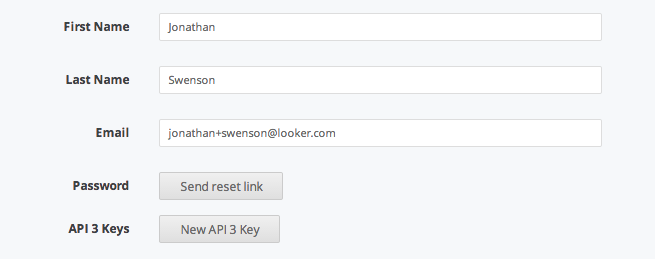 First Name Jonathan
Last Name Swenson
Email jonathan+swenson@looker.com
Password Send reset link
API 3 Keys New API 3 Key